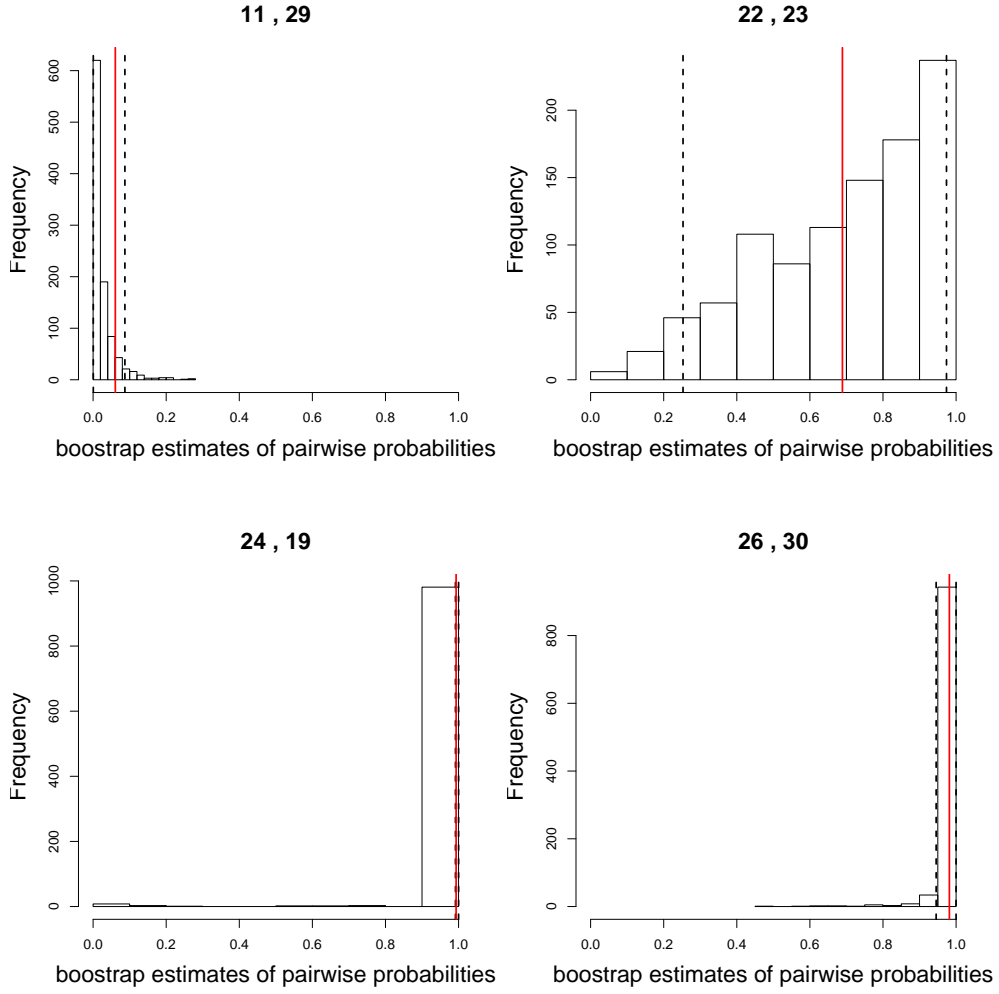 11 , 29
Frequency
0
100
200
300
400
500
600
0.0 0.2 0.4 0.6 0.8 1.0
boostrap estimates of pairwise probabilities
22 , 23
Frequency
0
50
100
150
200
0.0 0.2 0.4 0.6 0.8 1.0
boostrap estimates of pairwise probabilities
24 , 19
Frequency
0
200
400
600
800
1000
0.0 0.2 0.4 0.6 0.8 1.0
boostrap estimates of pairwise probabilities
26 , 30
Frequency
0
200
400
600
800
0.0 0.2 0.4 0.6 0.8 1.0
boostrap estimates of pairwise probabilities